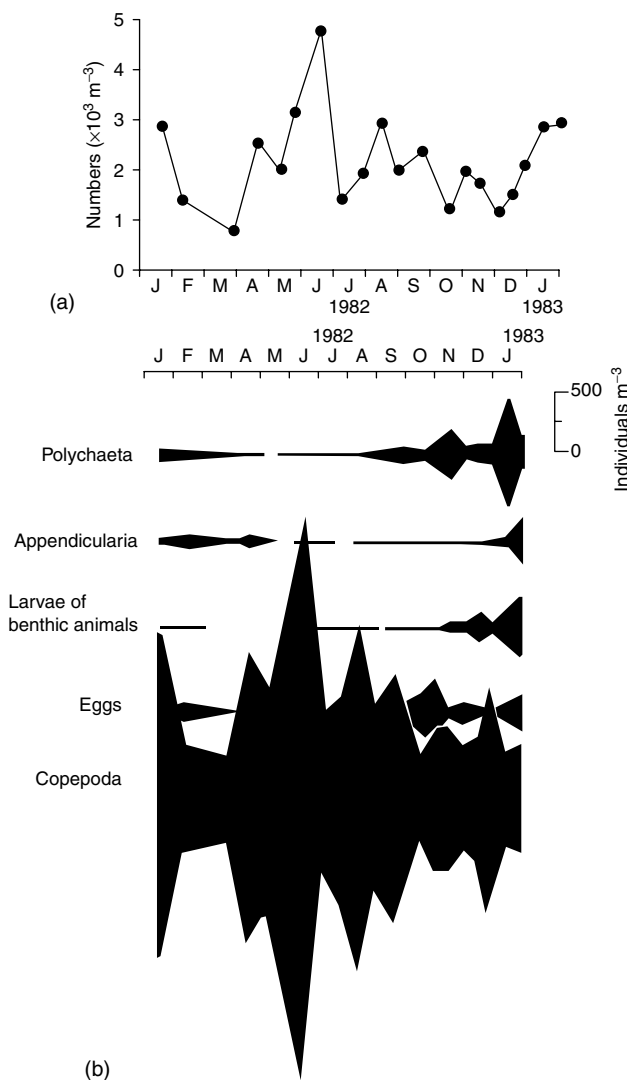 5
4
3
2
1
0
Numbers (×10³ m⁻³)
J F M A M J J A S O N D J
1982 1983
(a)
1982 1983
J F M A M J J A S O N D J
500
0
Individuals m⁻³
Polychaeta
Appendicularia
Larvae of
benthic animals
Eggs
Copepoda
(b)